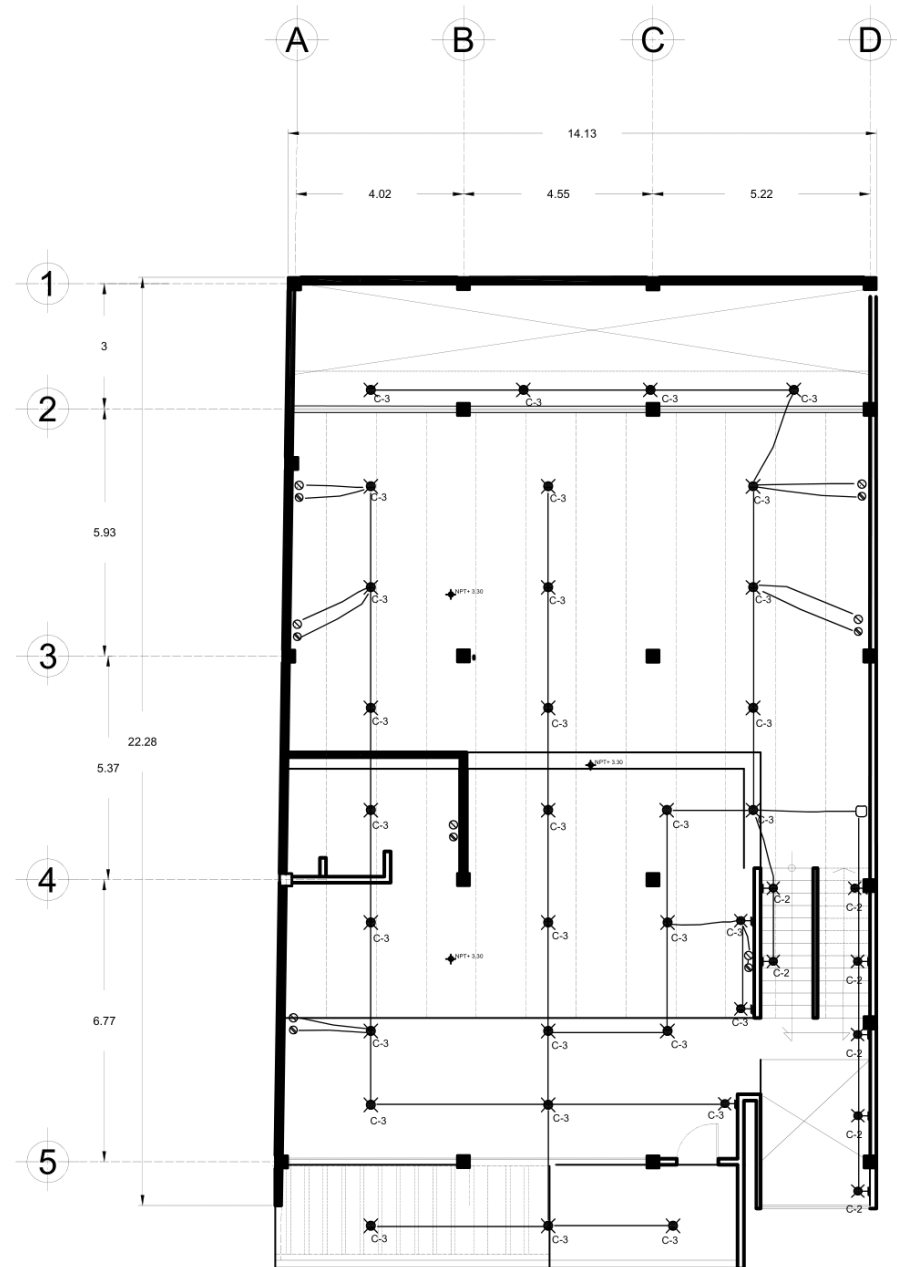 A B C D
14.13
4.02 4.55 5.22
1
3
2
C-3 C-3 C-3 C-3
C-3 C-3 C-3
5.93
C-3 NPT+ 3.30 C-3 C-3
3
C-3 C-3 C-3
22.28
5.37
NPT+ 3.30
C-3 C-3 C-3 C-3
4
C-2 C-2
C-3 C-3 C-3 C-3
NPT+ 3.30
C-2 C-2
6.77
C-3
C-3 C-3 C-3 C-2
C-3 C-3 C-3
C-2
5
C-2
C-3 C-3 C-3